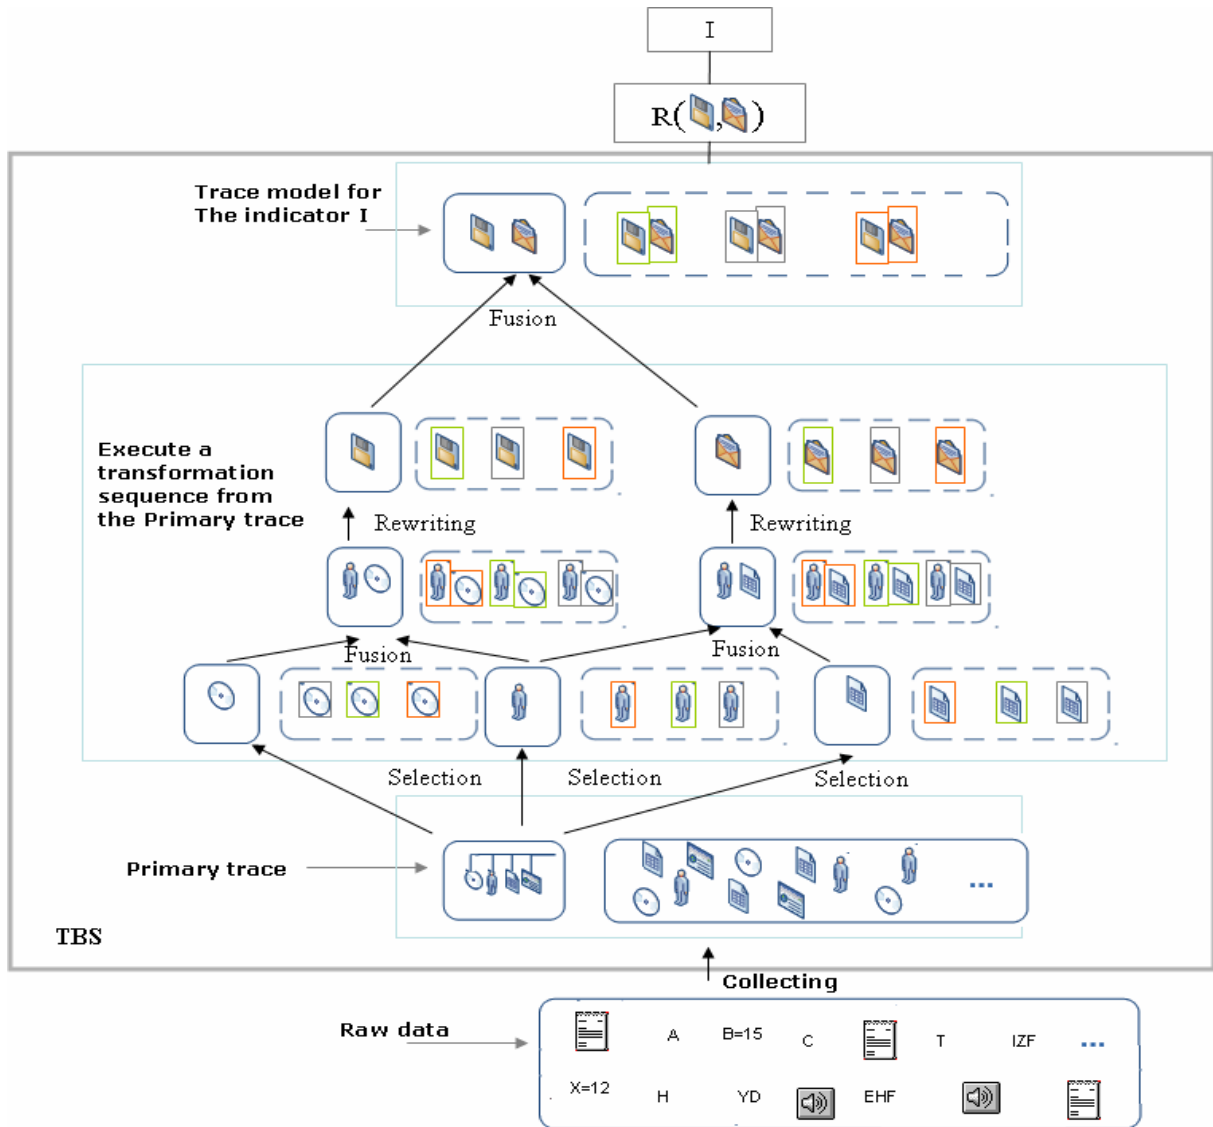 I
R( , )
Trace model for
The indicator I
Fusion
Execute a
transformation
sequence from
the Primary trace
Rewriting
Rewriting
Fusion
Fusion
Selection
Selection
Selection
Primary trace
...
TBS
Collecting
Raw data
A
B=15
C
T
IZF
...
X=12
H
YD
EHF